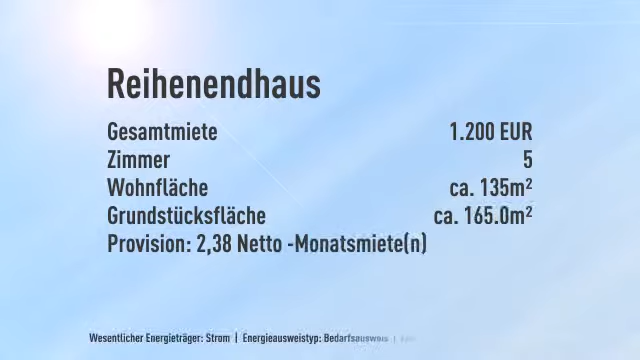 Reihenendhaus
Gesamtmiete 1.200 EUR
Zimmer 5
Wohnfläche ca. 135m²
Grundstücksfläche ca. 165.0m²
Provision: 2,38 Netto -Monatsmiete(n)
Wesentlicher Energieträger: Strom | Energieausweistyp: Bedarfsausweis |